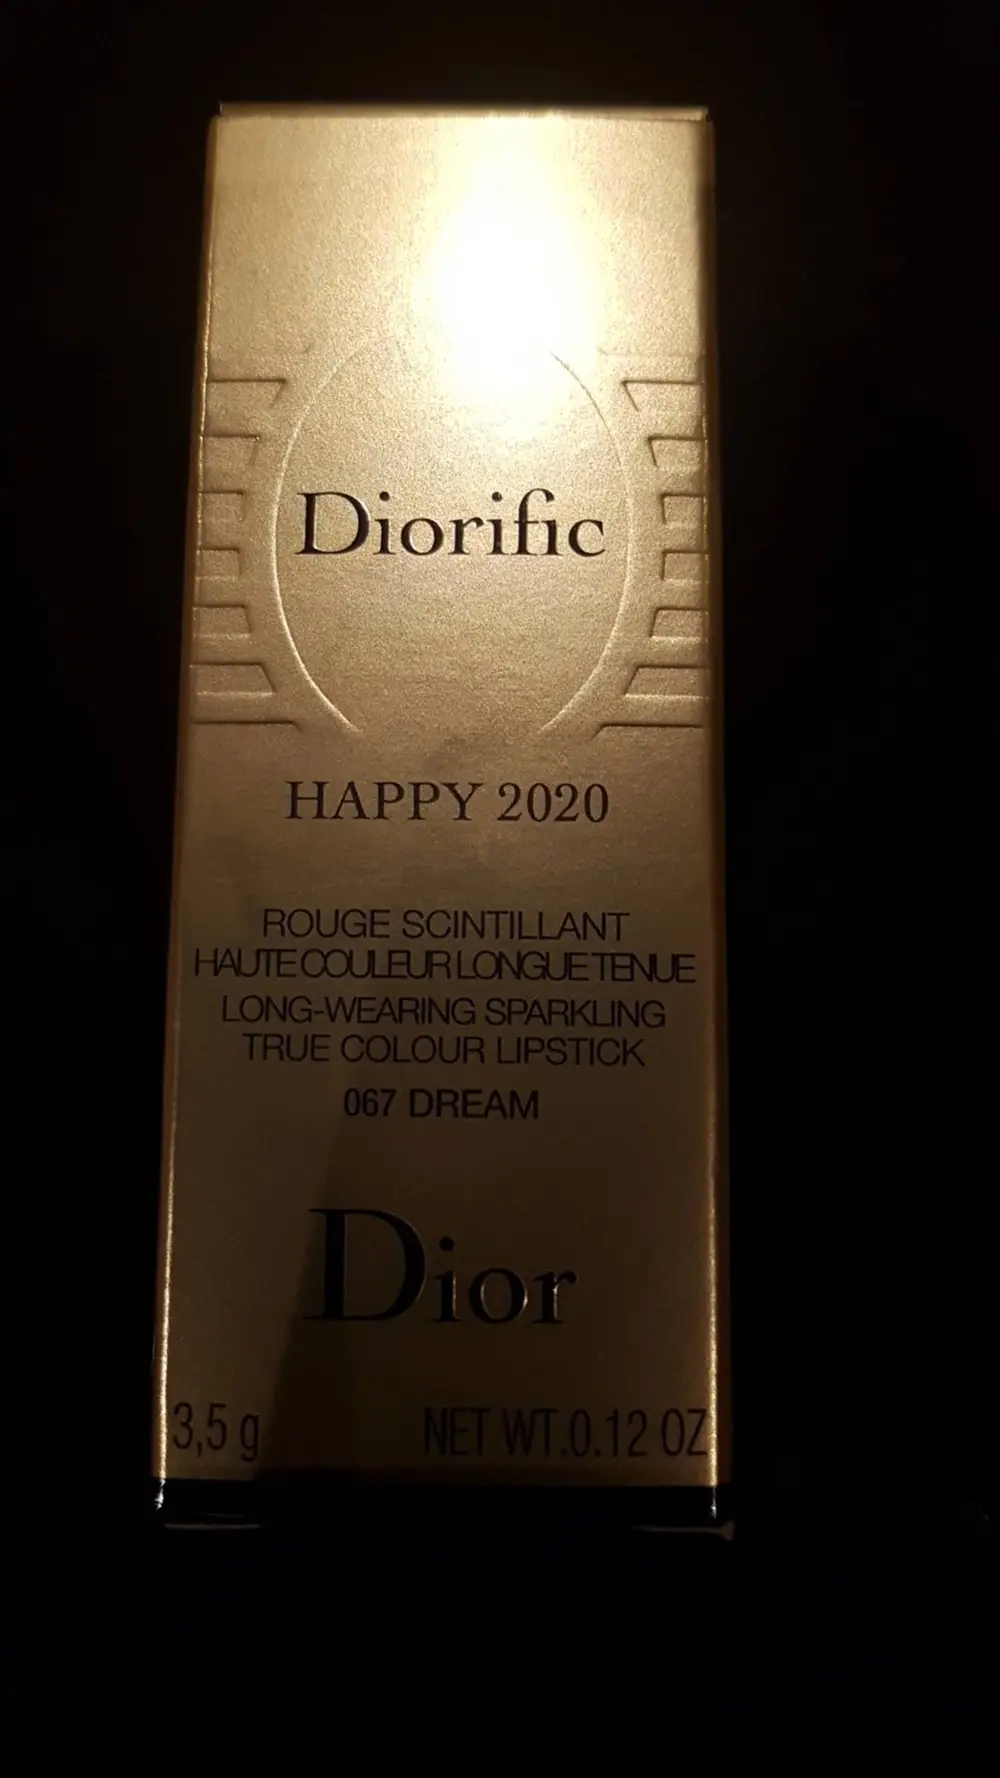 Diorific
HAPPY 2020
ROUGE SCINTILLANT
HAUTE COULEUR LONGUE TENUE
LONG-WEARING SPARKLING
TRUE COLOUR LIPSTICK
067 DREAM
Dior
3,5 g NET WT.0.12 OZ